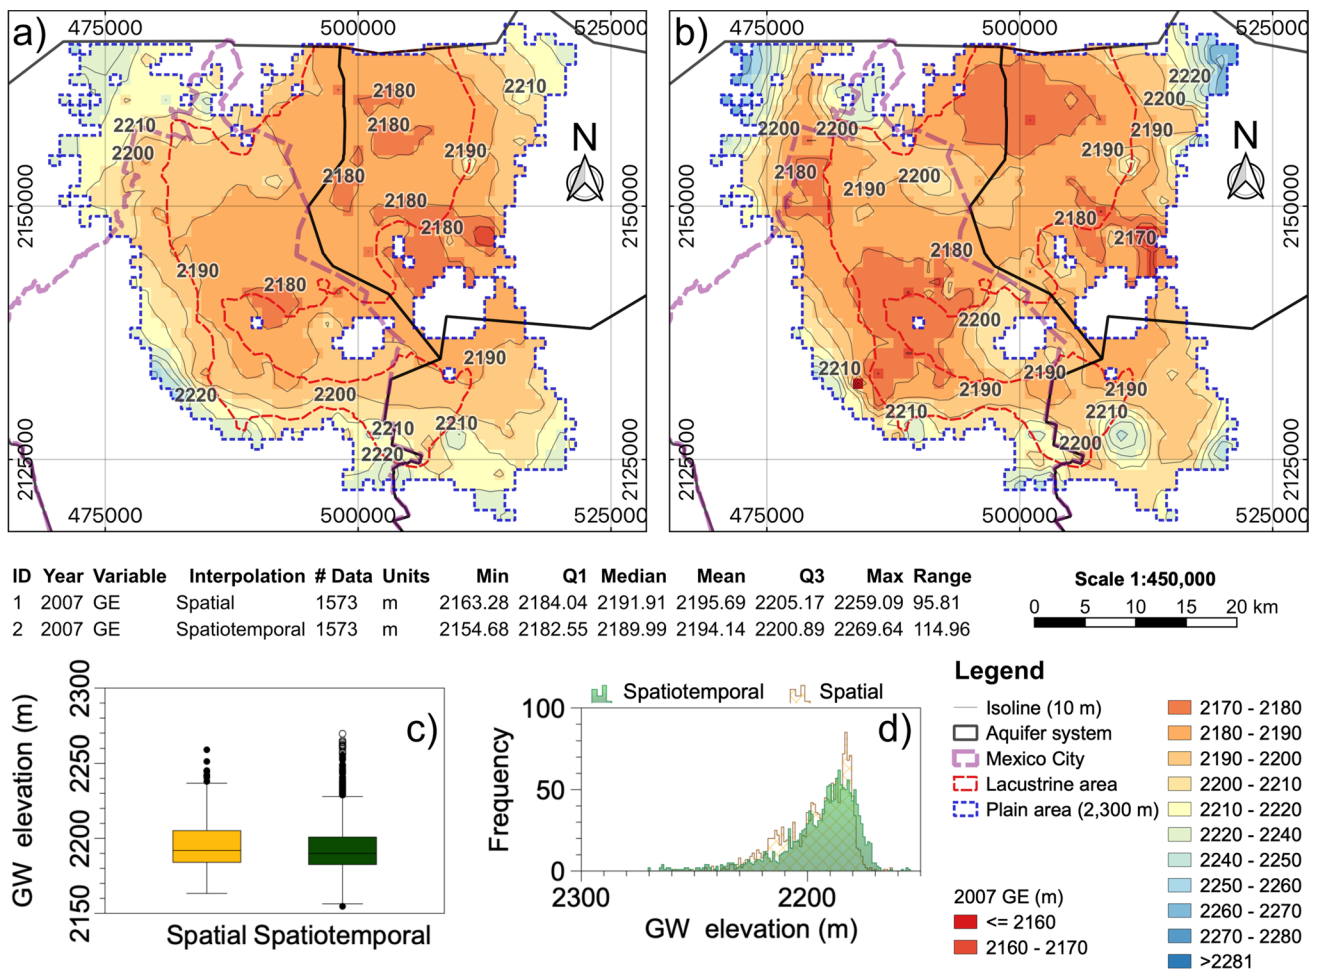 a)
475000
500000
525000
2150000
2125000
2210
2180
2180
2210
2200
2190
2180
2180
2180
2190
2180
2190
2220
2200
2210
2210
2220
N
475000
500000
525000
b)
475000
500000
525000
2150000
2125000
2220
2200
2200
2200
2190
2190
2180
2190
2200
2180
2170
2180
2200
2210
2190
2190
2190
2210
2210
2200
N
475000
500000
525000
ID Year Variable Interpolation # Data Units Min Q1 Median Mean Q3 Max Range
1 2007 GE Spatial 1573 m 2163.28 2184.04 2191.91 2195.69 2205.17 2259.09 95.81
2 2007 GE Spatiotemporal 1573 m 2154.68 2182.55 2189.99 2194.14 2200.89 2269.64 114.96
Scale 1:450,000
0 5 10 15 20 km
c)
GW elevation (m)
2300
2250
2200
2150
Spatial Spatiotemporal
Spatiotemporal Spatial
d)
Frequency
100
50
0
2300 2200
GW elevation (m)
Legend
Isoline (10 m)
Aquifer system
Mexico City
Lacustrine area
Plain area (2,300 m)
2007 GE (m)
<= 2160
2160 - 2170
2170 - 2180
2180 - 2190
2190 - 2200
2200 - 2210
2210 - 2220
2220 - 2240
2240 - 2250
2250 - 2260
2260 - 2270
2270 - 2280
>2281